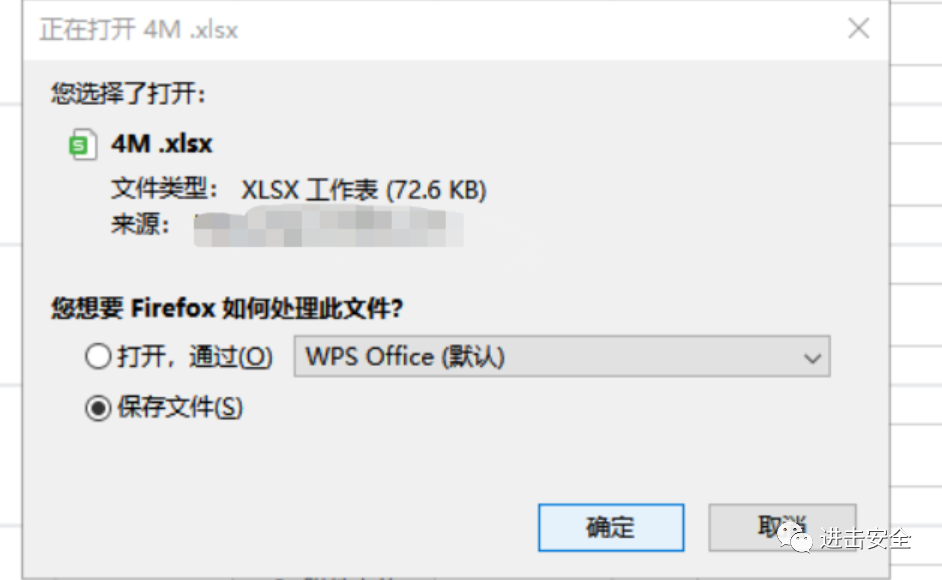 正在打开 4M .xlsx
您选择了打开：
4M .xlsx
文件类型： XLSX 工作表 (72.6 KB)
来源：
您想要 Firefox 如何处理此文件？
打开，通过(O) WPS Office (默认)
保存文件(S)
确定 取消
进击安全